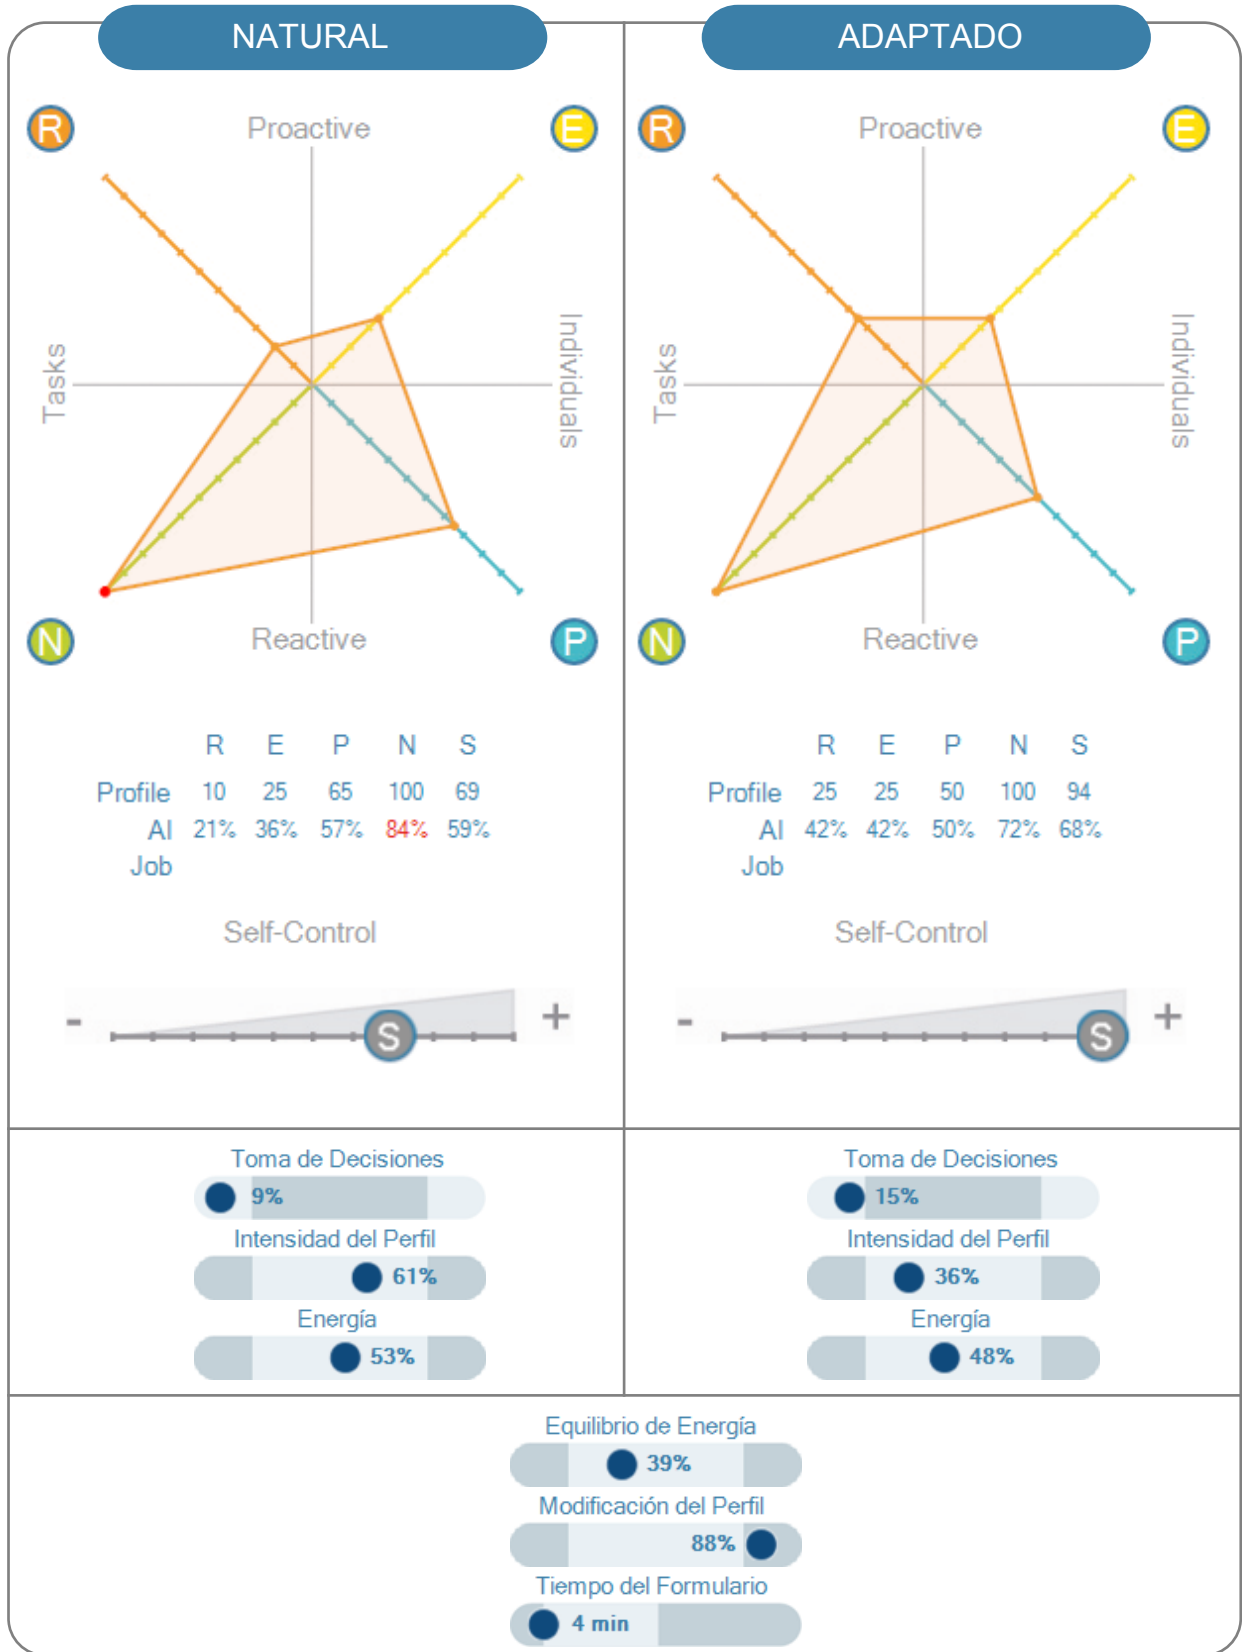 NATURAL
ADAPTADO
R
Proactive
E
R
Proactive
E
Tasks
Individuals
Tasks
Individuals
N
Reactive
P
N
Reactive
P
R E P N S
Profile 10 25 65 100 69
AI 21% 36% 57% 84% 59%
Job
R E P N S
Profile 25 25 50 100 94
AI 42% 42% 50% 72% 68%
Job
Self-Control
- S +
Self-Control
- S +
Toma de Decisiones
9%
Intensidad del Perfil
61%
Energía
53%
Toma de Decisiones
15%
Intensidad del Perfil
36%
Energía
48%
Equilibrio de Energía
39%
Modificación del Perfil
88%
Tiempo del Formulario
4 min